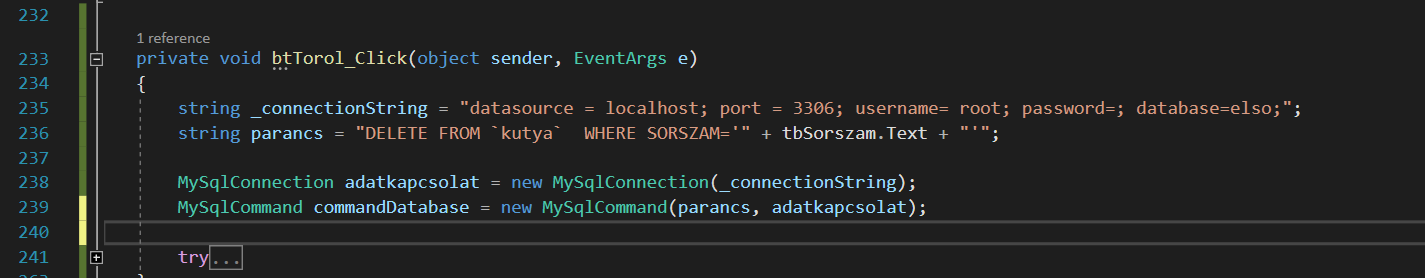 232
1 reference
233 private void btTorol_Click(object sender, EventArgs e)
234 {
235 string _connectionString = "datasource = localhost; port = 3306; username= root; password=; database=elso;";
236 string parancs = "DELETE FROM `kutya`  WHERE SORSZAM='" + tbSorszam.Text + "'";
237
238 MySqlConnection adatkapcsolat = new MySqlConnection(_connectionString);
239 MySqlCommand commandDatabase = new MySqlCommand(parancs, adatkapcsolat);
240
241 try...